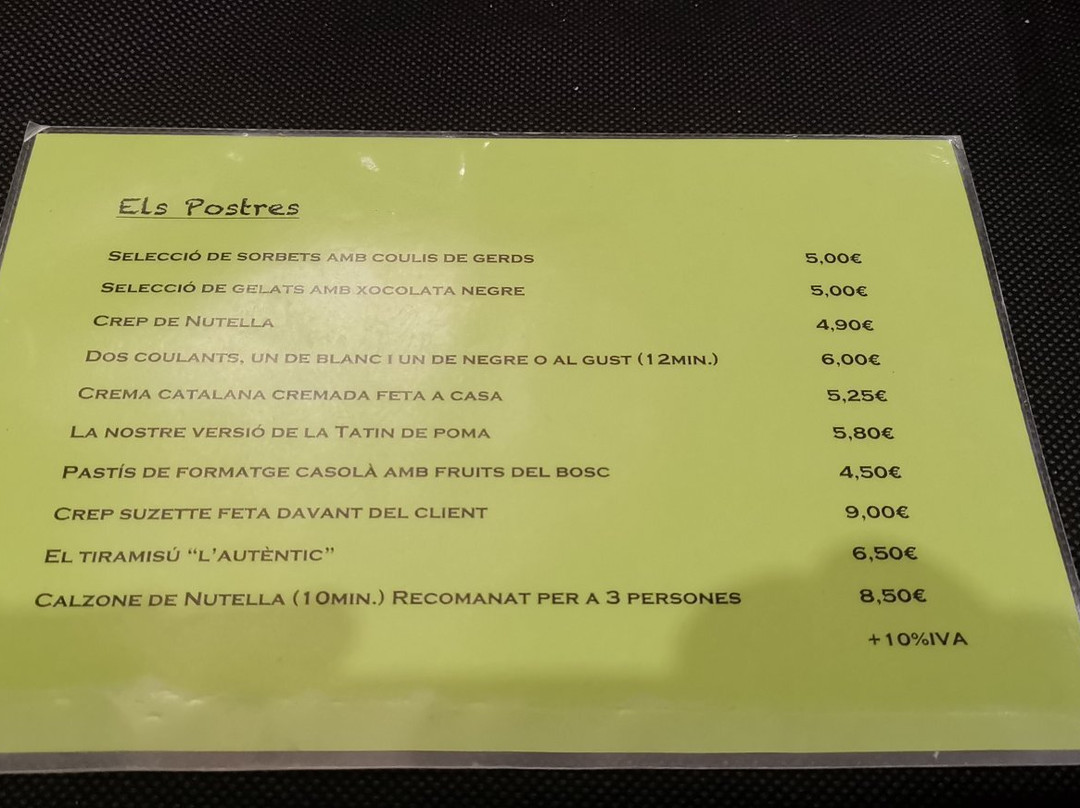 Els Postres
Selecció de sorbets amb coulis de gerds 5,00€
Selecció de gelats amb xocolata negre 5,00€
Crep de Nutella 4,90€
Dos coulants, un de blanc i un de negre o al gust (12min.) 6,00€
Crema catalana cremada feta a casa 5,25€
La nostre versió de la Tatin de poma 5,80€
Pastís de formatge casolà amb fruits del bosc 4,50€
Crep suzette feta davant del client 9,00€
El tiramisú “l’autèntic” 6,50€
Calzone de Nutella (10min.) Recomanat per a 3 persones 8,50€
+10%IVA